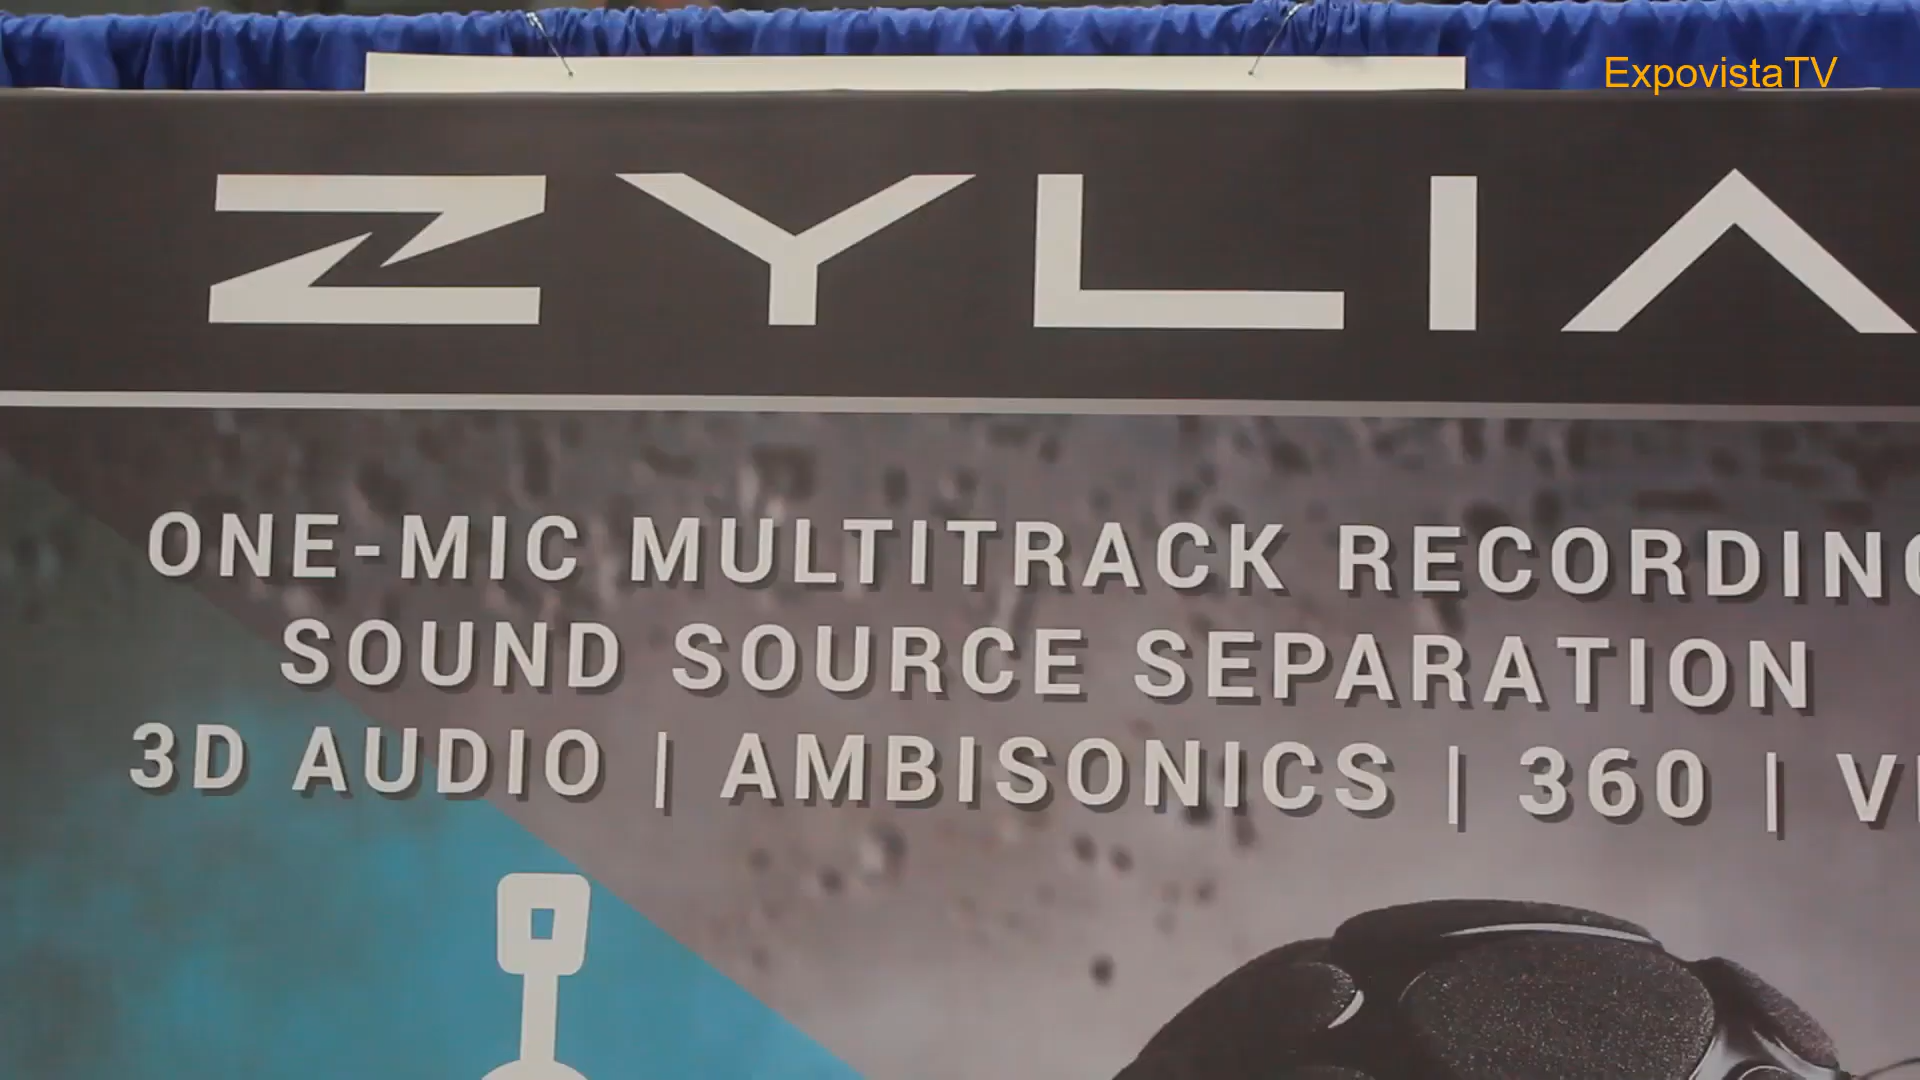 ExpovistaTV
ZYLIA
ONE-MIC MULTITRACK RECORDING
SOUND SOURCE SEPARATION
3D AUDIO | AMBISONICS | 360 |